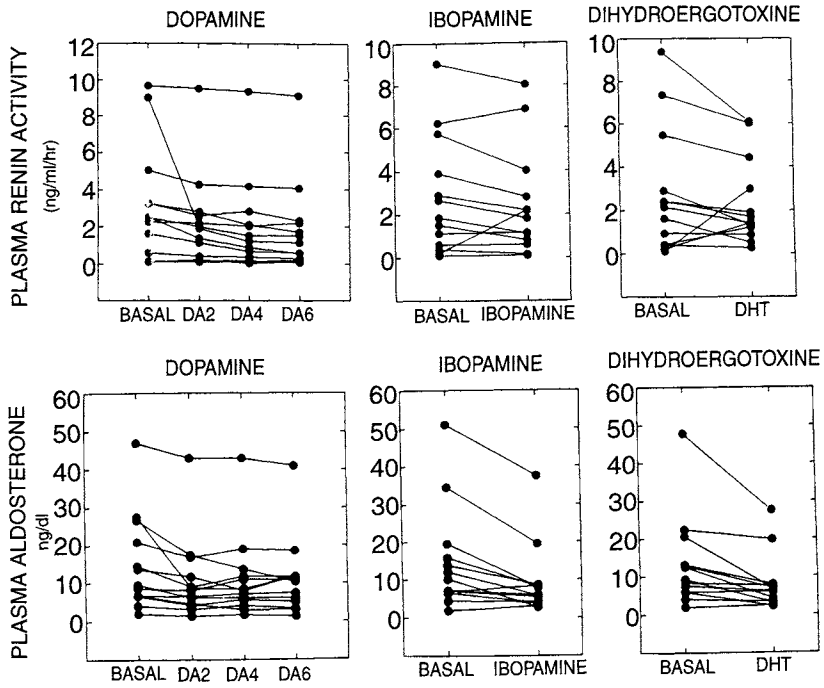 DOPAMINE
IBOPAMINE
DIHYDROERGOTOXINE
PLASMA RENIN ACTIVITY
(ng/ml/hr)
12
10
8
6
4
2
0
BASAL DA2 DA4 DA6
10
8
6
4
2
0
BASAL IBOPAMINE
10
8
6
4
2
0
BASAL DHT
DOPAMINE
IBOPAMINE
DIHYDROERGOTOXINE
PLASMA ALDOSTERONE
ng/dl
60
50
40
30
20
10
0
BASAL DA2 DA4 DA6
60
50
40
30
20
10
0
BASAL IBOPAMINE
60
50
40
30
20
10
0
BASAL DHT